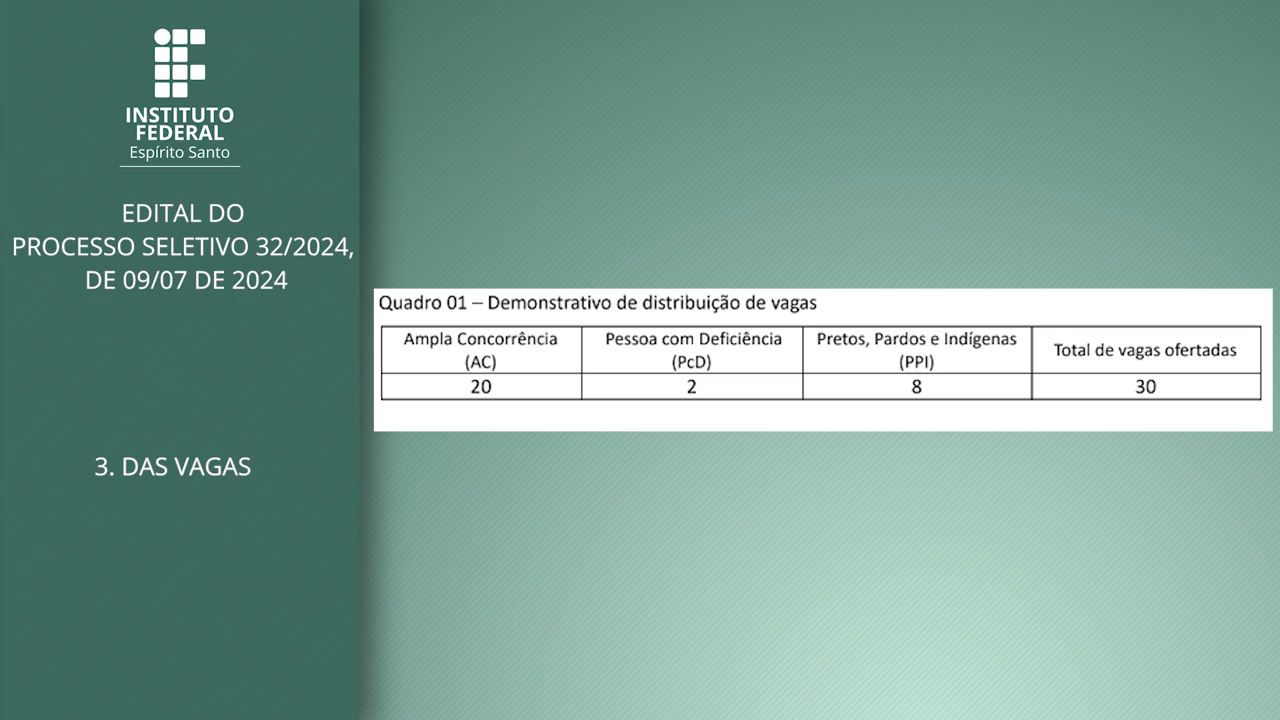 INSTITUTO
FEDERAL
Espírito Santo
EDITAL DO
PROCESSO SELETIVO 32/2024,
DE 09/07 DE 2024
3. DAS VAGAS
Quadro 01 – Demonstrativo de distribuição de vagas
Ampla Concorrência
(AC)
Pessoa com Deficiência
(PcD)
Pretos, Pardos e Indígenas
(PPI)
Total de vagas ofertadas
20
2
8
30